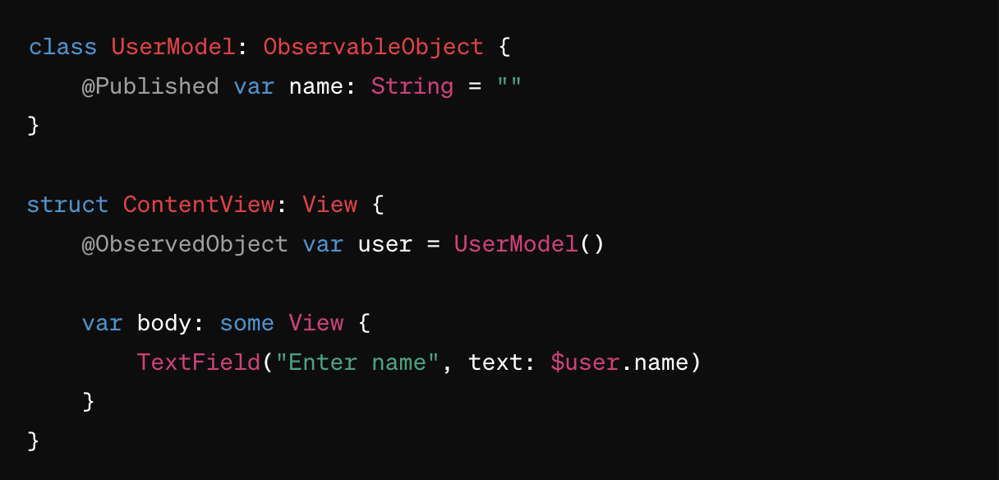 class UserModel: ObservableObject {
    @Published var name: String = ""
}
struct ContentView: View {
    @ObservedObject var user = UserModel()
    var body: some View {
        TextField("Enter name", text: $user.name)
    }
}